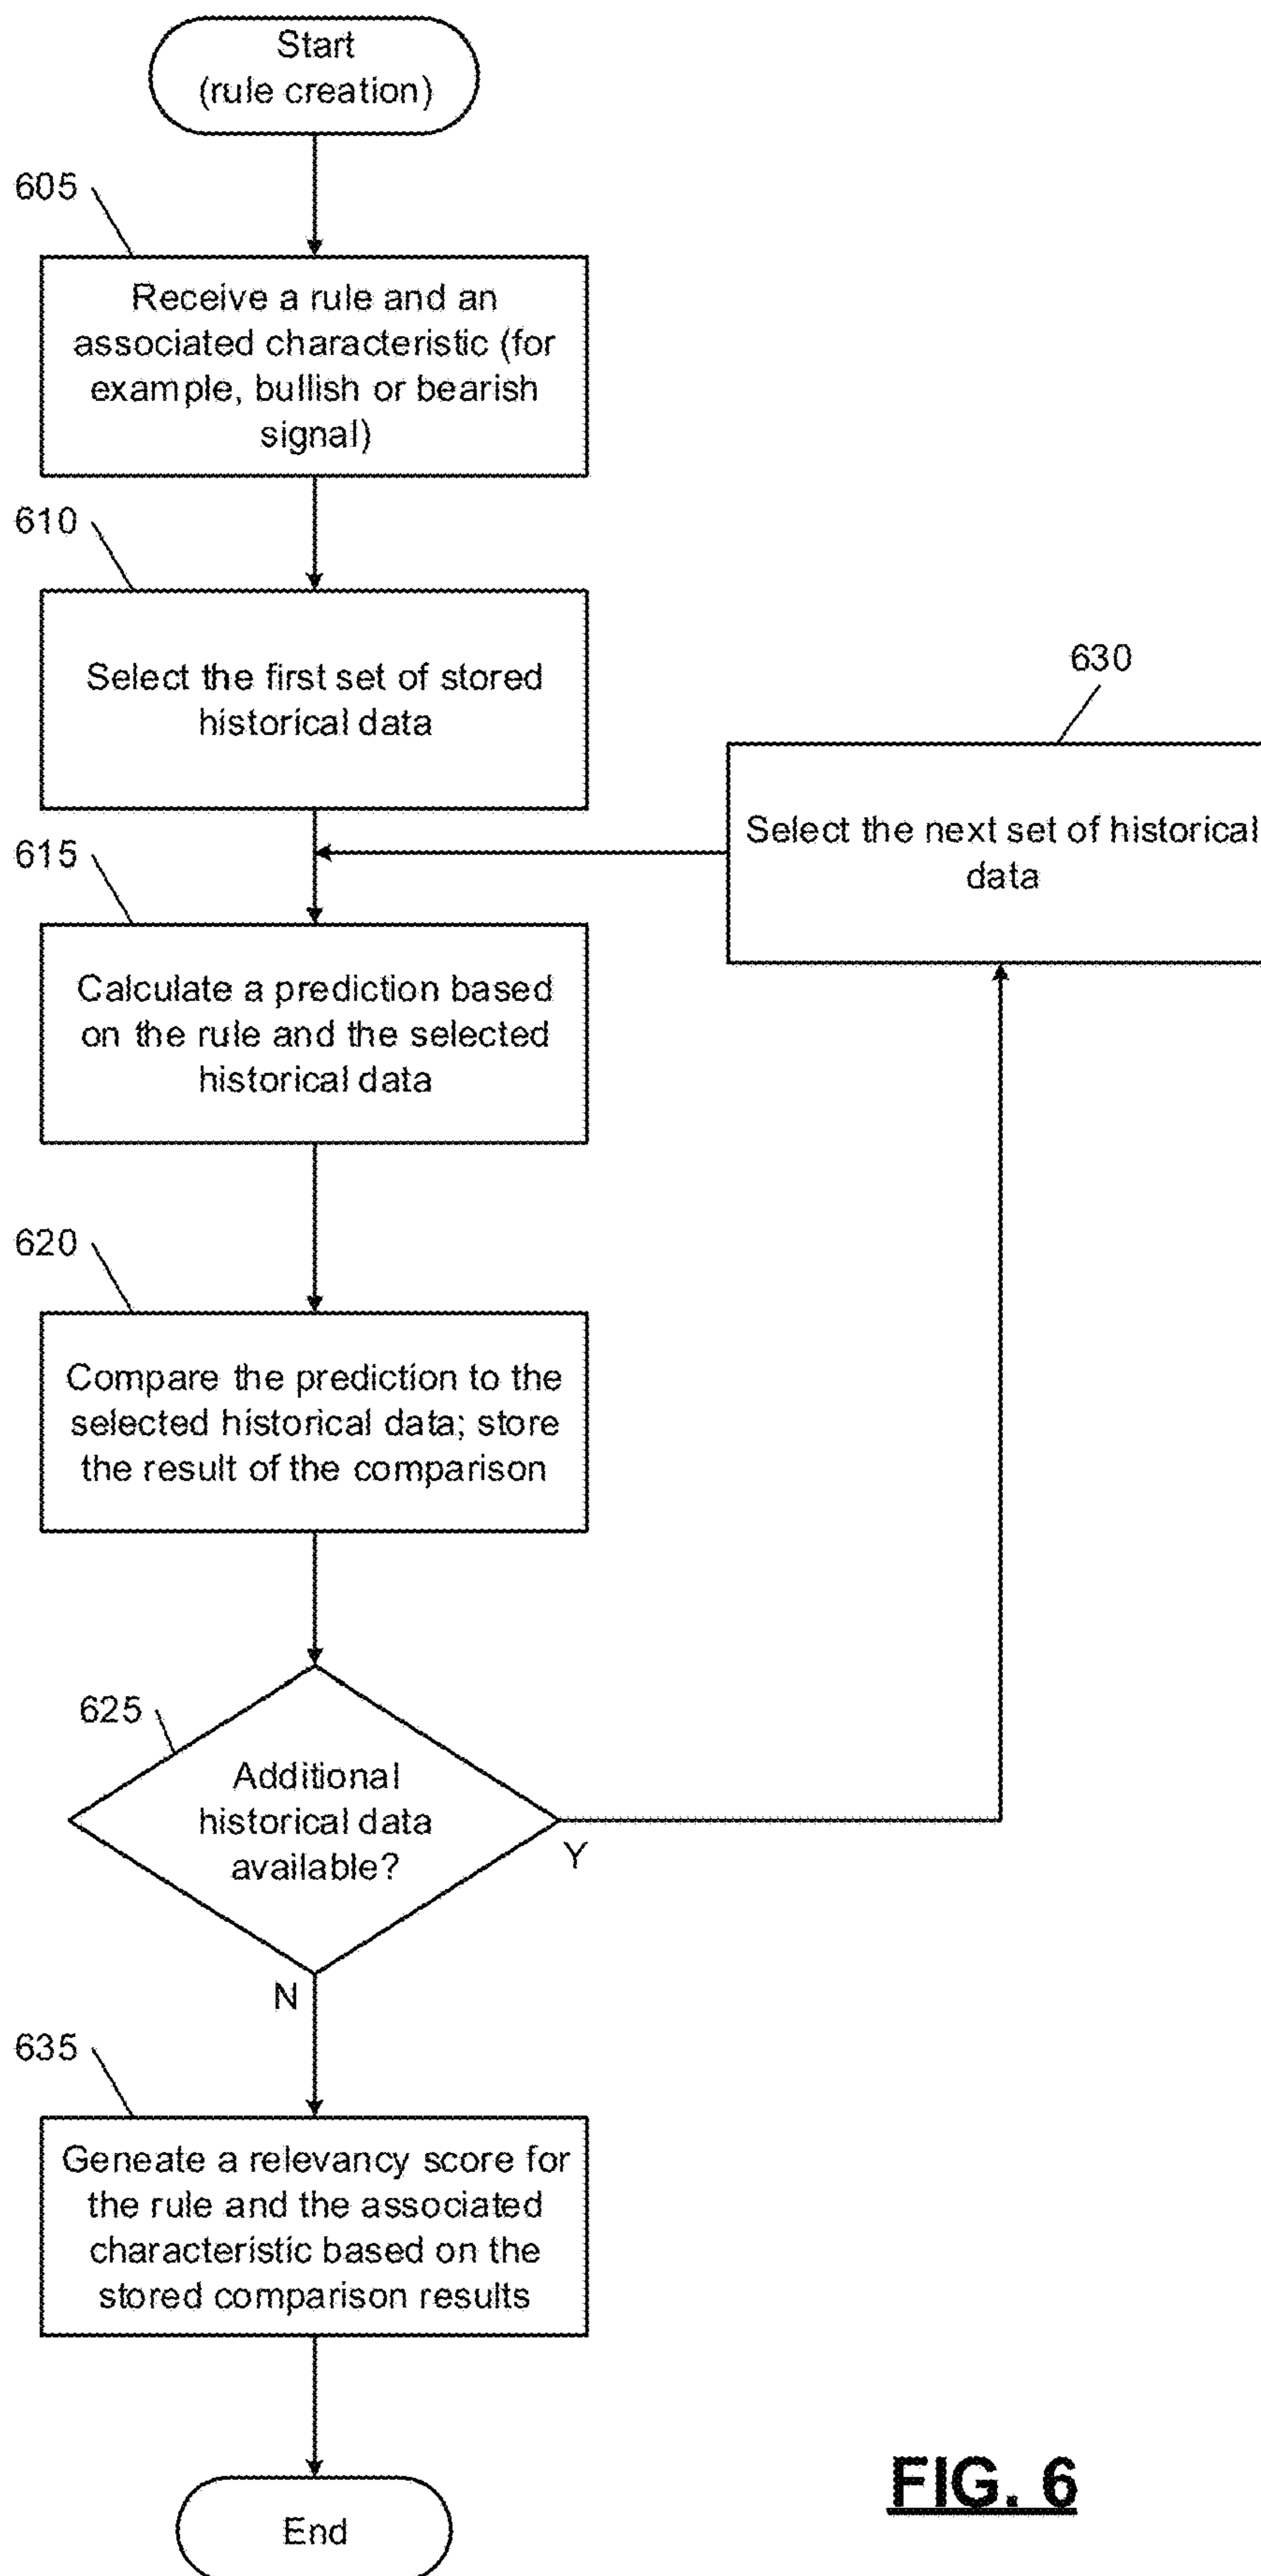 Start
(rule creation)
605
Receive a rule and an
associated characteristic (for
example, bullish or bearish
signal)
610
Select the first set of stored
historical data
630
Select the next set of historical
data
615
Calculate a prediction based
on the rule and the selected
historical data
620
Compare the prediction to the
selected historical data; store
the result of the comparison
625
Additional
historical data
available?
Y
N
635
Geneate a relevancy score for
the rule and the associated
characteristic based on the
stored comparison results
End
FIG. 6